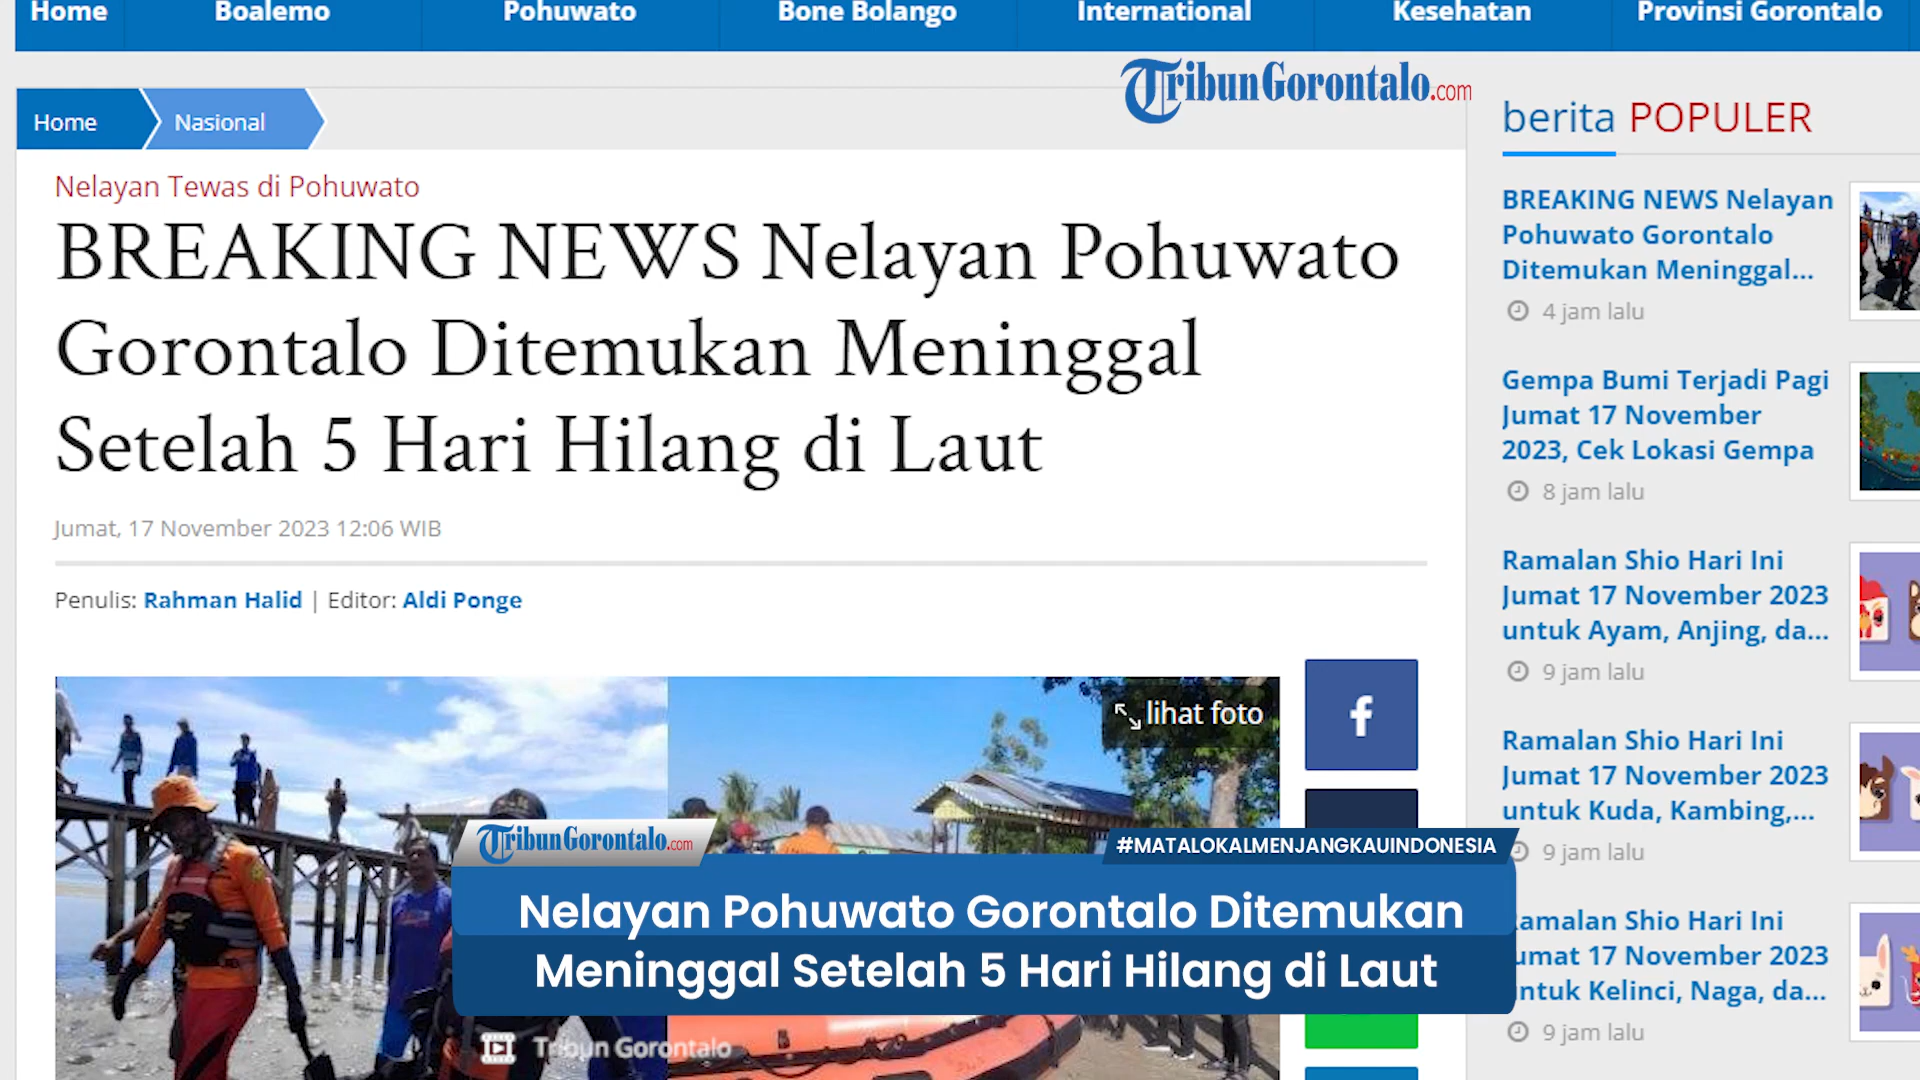 Home
Boalemo
Pohuwato
Bone Bolango
International
Kesehatan
Provinsi Gorontalo
TribunGorontalo.com
Home
Nasional
Nelayan Tewas di Pohuwato
BREAKING NEWS Nelayan Pohuwato
Gorontalo Ditemukan Meninggal
Setelah 5 Hari Hilang di Laut
Jumat, 17 November 2023 12:06 WIB
Penulis: Rahman Halid | Editor: Aldi Ponge
lihat foto
f
TribunGorontalo.com
#MATALOKALMENJANGKAUINDONESIA
Nelayan Pohuwato Gorontalo Ditemukan
Meninggal Setelah 5 Hari Hilang di Laut
Tribun Gorontalo
berita POPULER
BREAKING NEWS Nelayan
Pohuwato Gorontalo
Ditemukan Meninggal...
4 jam lalu
Gempa Bumi Terjadi Pagi
Jumat 17 November
2023, Cek Lokasi Gempa
8 jam lalu
Ramalan Shio Hari Ini
Jumat 17 November 2023
untuk Ayam, Anjing, da...
9 jam lalu
Ramalan Shio Hari Ini
Jumat 17 November 2023
untuk Kuda, Kambing,...
9 jam lalu
Ramalan Shio Hari Ini
Jumat 17 November 2023
untuk Kelinci, Naga, da...
9 jam lalu